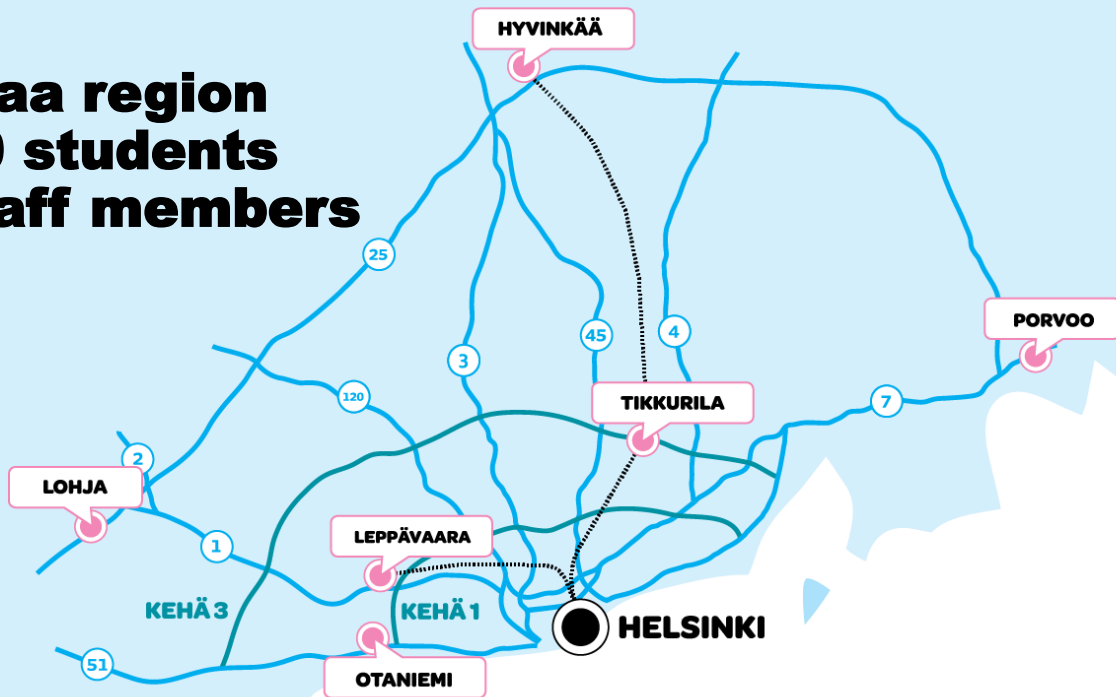 HYVINKÄÄ
aa region
students
aff members
25
PORVOO
45
4
3
120
TIKKURILA
7
2
LOHJA
LEPPÄVAARA
1
KEHÄ 3
KEHÄ 1
HELSINKI
51
OTANIEMI